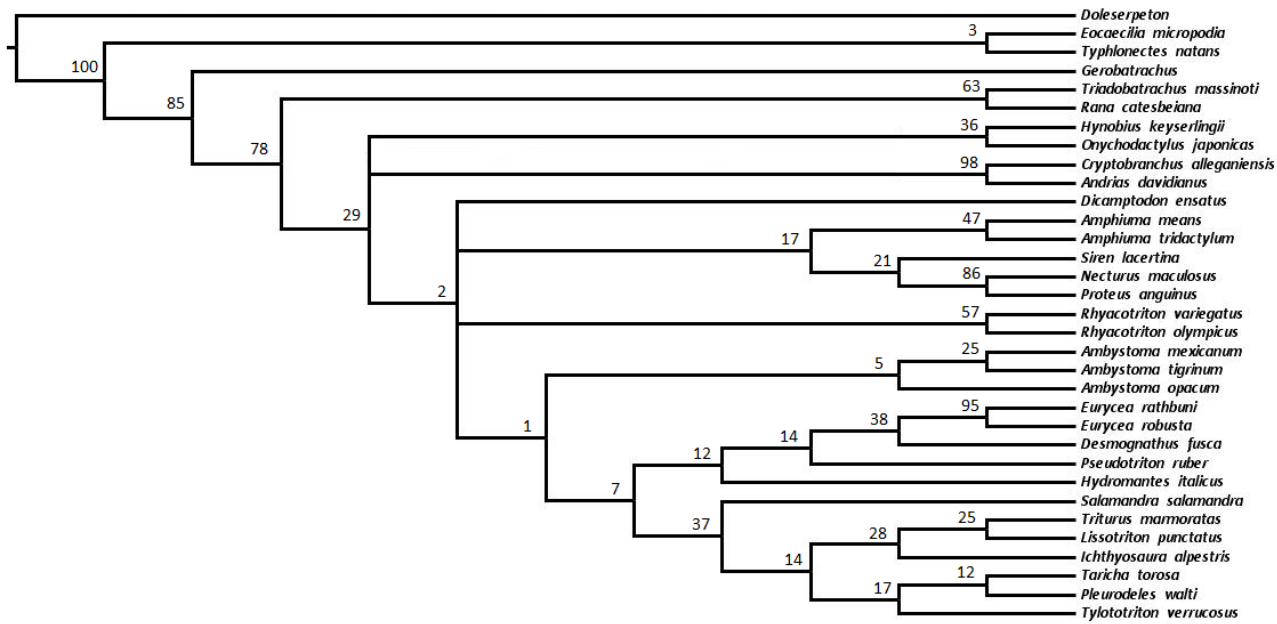 Doleserpeton
3
Eocaecilia micropodia
Typhlonectes natans
100
Gerobatrachus
85
63
Triadobatrachus massinoti
Rana catesbeiana
78
36
Hynobius keyserlingii
Onychodactylus japonicas
98
Cryptobranchus alleganiensis
Andrias davidianus
29
Dicamptodon ensatus
47
Amphiuma means
17
Amphiuma tridactylum
21
Siren lacertina
86
Necturus maculosus
2
Proteus anguinus
57
Rhyacotriton variegatus
Rhyacotriton olympicus
25
Ambystoma mexicanum
5
Ambystoma tigrinum
Ambystoma opacum
95
Eurycea rathbuni
38
Eurycea robusta
1
14
Desmognathus fusca
12
Pseudotriton ruber
Hydromantes italicus
7
Salamandra salamandra
37
25
Triturus marmoratas
28
Lissotriton punctatus
14
Ichthyosaura alpestris
12
Taricha torosa
17
Pleurodeles walti
Tylototriton verrucosus